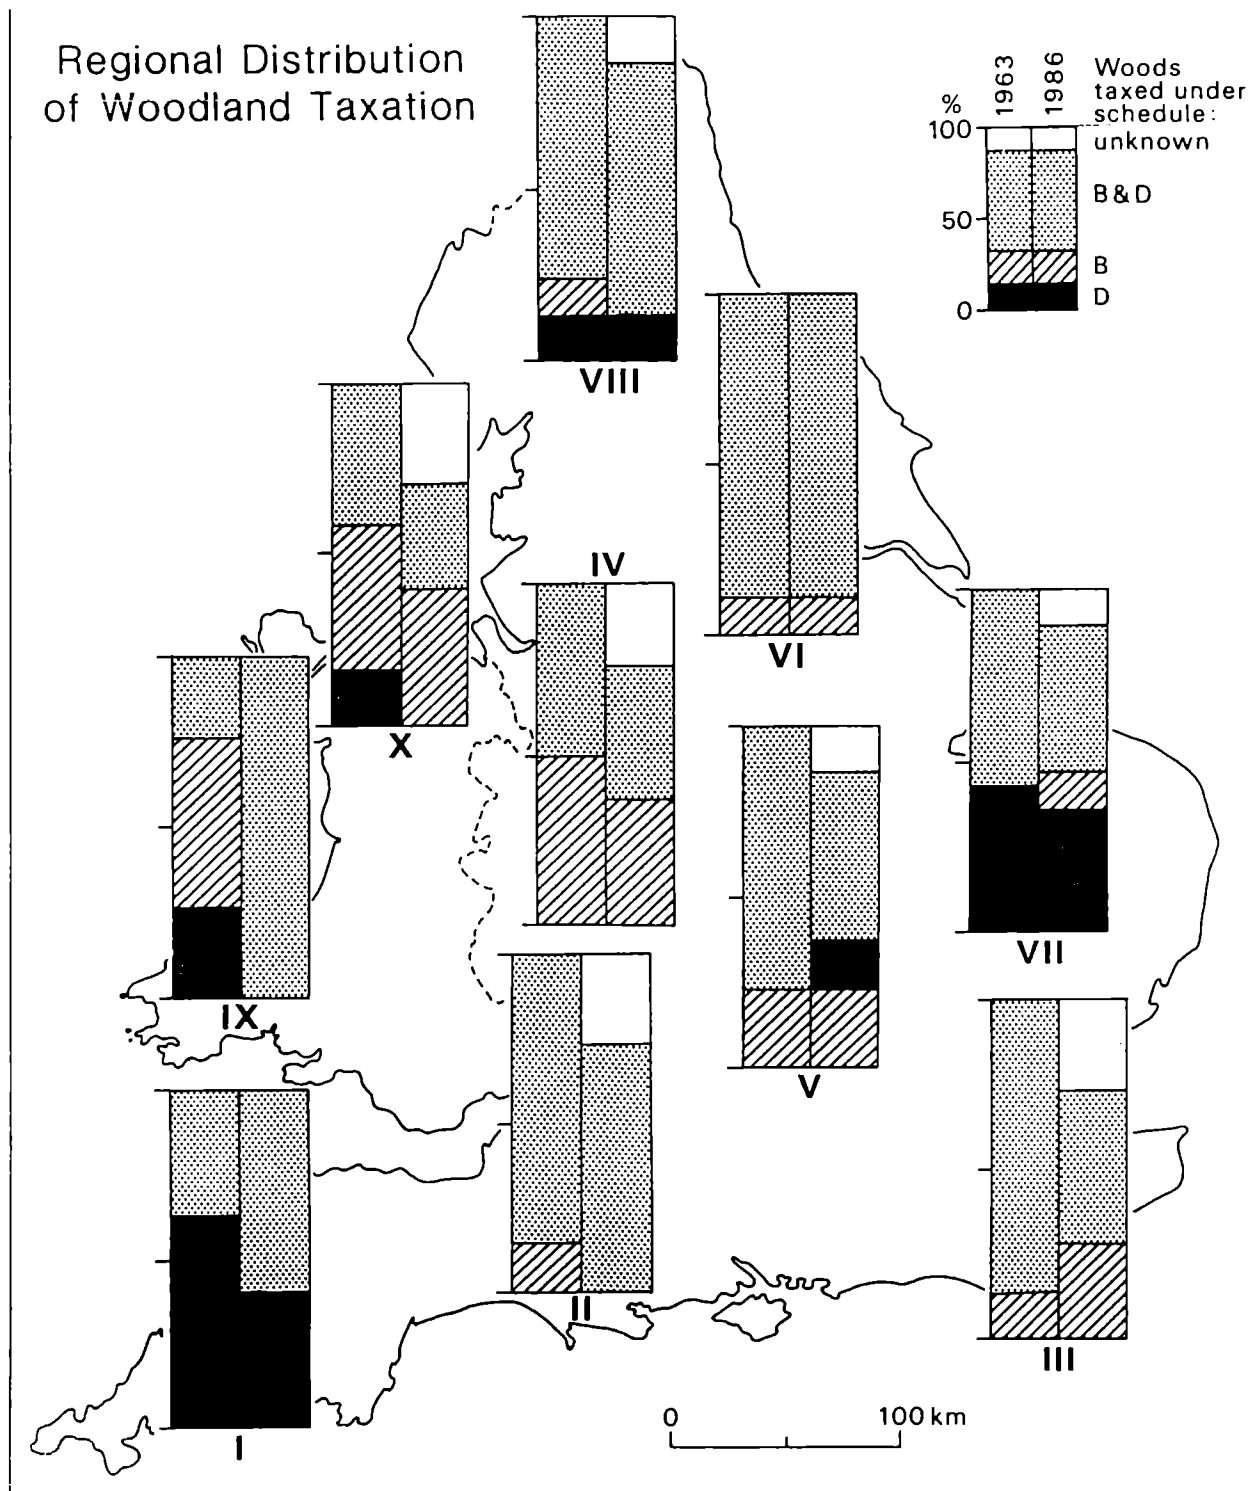 Regional Distribution
of Woodland Taxation
1963
1986
Woods
taxed under
schedule:
unknown
%
100
50
0
B & D
B
D
VIII
VI
IV
X
VII
IX
V
II
III
I
0 100 km